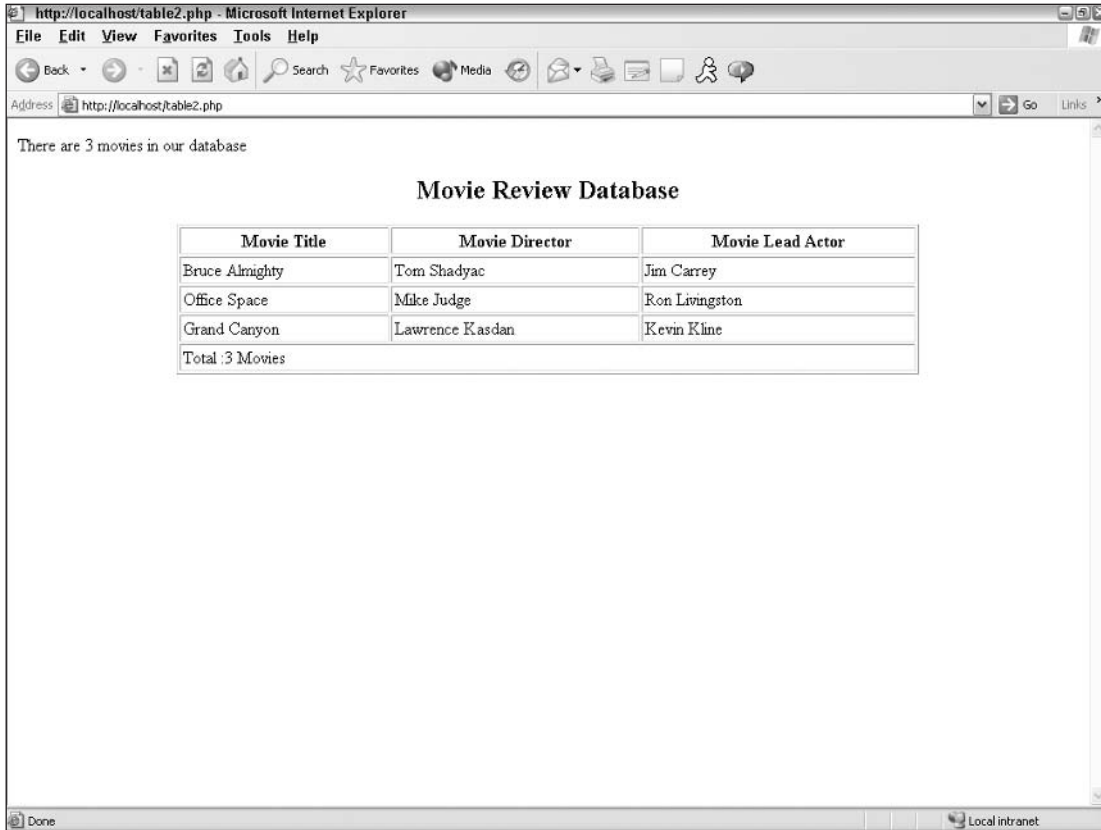 http://localhost/table2.php - Microsoft Internet Explorer
File Edit View Favorites Tools Help
Back Search Favorites Media
Address http://localhost/table2.php Go Links
There are 3 movies in our database
Movie Review Database
Movie Title Movie Director Movie Lead Actor
Bruce Almighty Tom Shadyac Jim Carrey
Office Space Mike Judge Ron Livingston
Grand Canyon Lawrence Kasdan Kevin Kline
Total :3 Movies
Done Local intranet